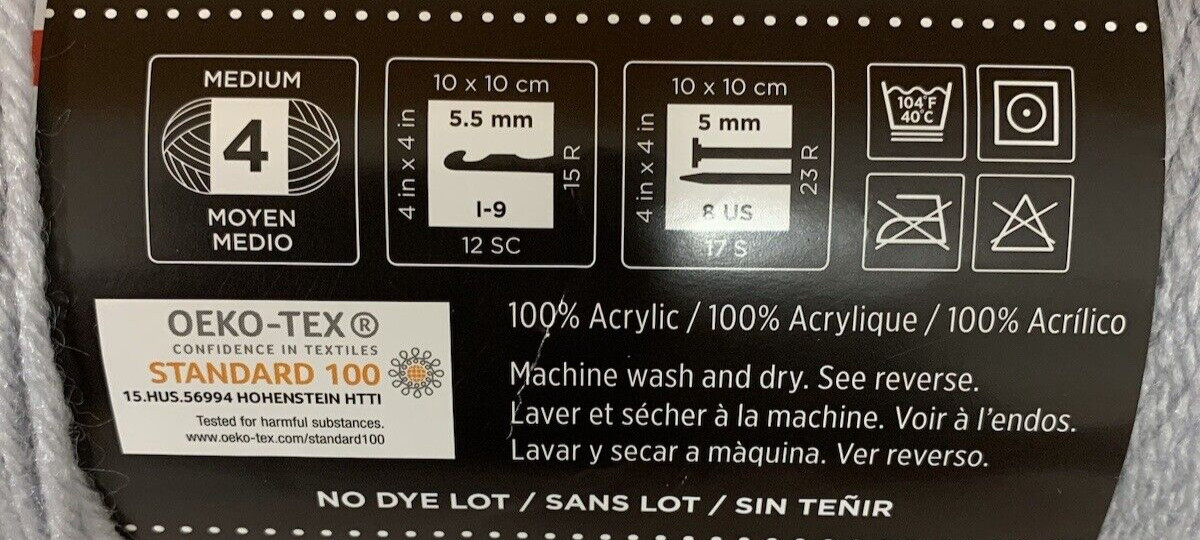 MEDIUM
4
MOYEN
MEDIO
10 x 10 cm
4 in x 4 in
5.5 mm
I-9
15 R
12 SC
10 x 10 cm
4 in x 4 in
5 mm
8 US
23 R
17 S
104°F
40°C
OEKO-TEX®
CONFIDENCE IN TEXTILES
STANDARD 100
15.HUS.56994 HOHENSTEIN HTTI
Tested for harmful substances.
www.oeko-tex.com/standard100
100% Acrylic / 100% Acrylique / 100% Acrílico
Machine wash and dry. See reverse.
Laver et sécher à la machine. Voir à l'endos.
Lavar y secar a màquina. Ver reverso.
NO DYE LOT / SANS LOT / SIN TEÑIR